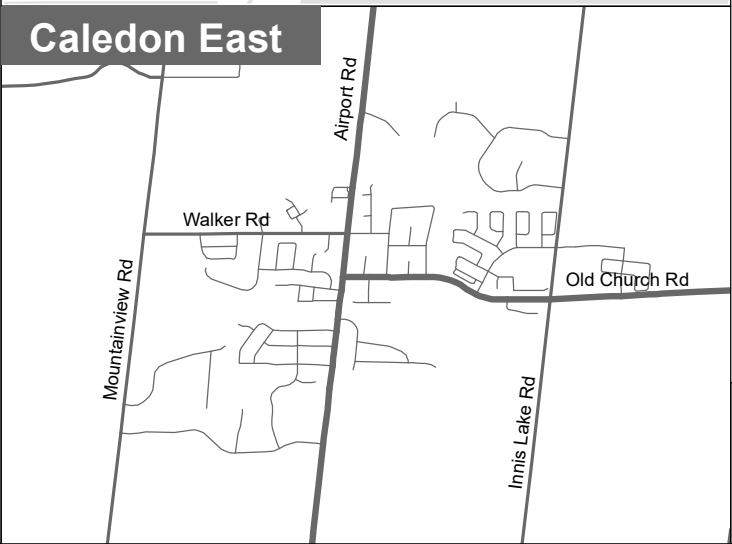 Caledon East
Airport Rd
Walker Rd
Mountainview Rd
Old Church Rd
Innis Lake Rd